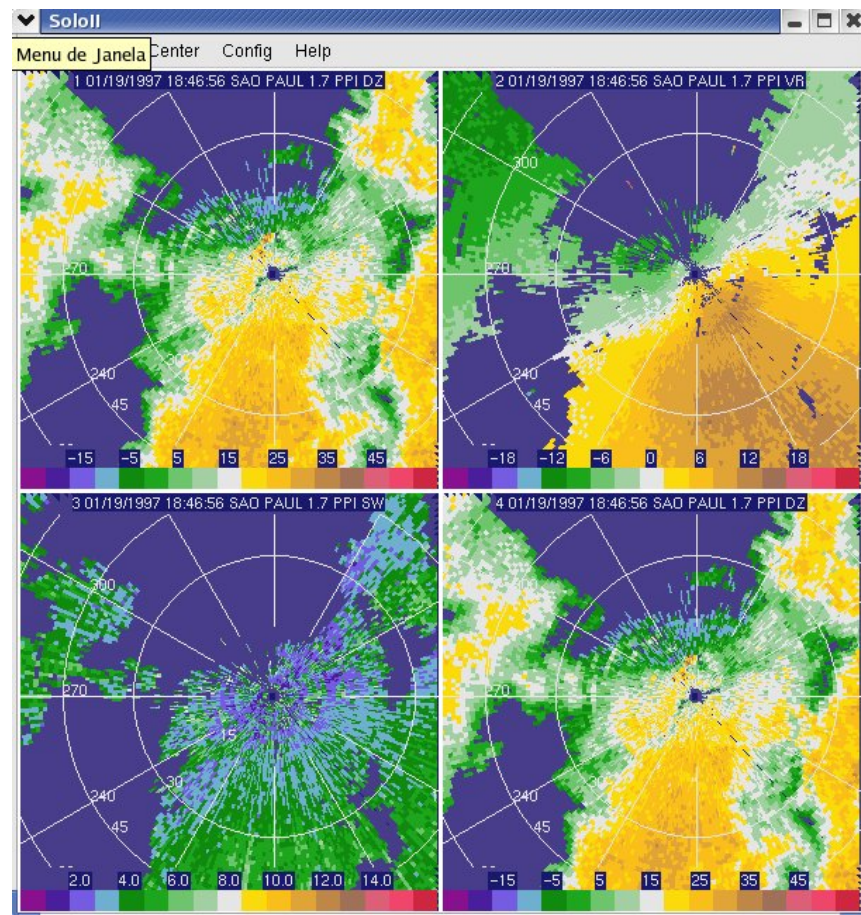 SoloII
Menu de Janela Center Config Help
1 01/19/1997 18:46:56 SAO PAUL 1.7 PPI DZ
300
270
240
30
45
-15 -5 5 15 25 35 45
2 01/19/1997 18:46:56 SAO PAUL 1.7 PPI VR
300
270
240
45
-18 -12 -6 0 6 12 18
3 01/19/1997 18:46:56 SAO PAUL 1.7 PPI SW
300
270
15
30
240
45
2.0 4.0 6.0 8.0 10.0 12.0 14.0
4 01/19/1997 18:46:56 SAO PAUL 1.7 PPI DZ
300
270
240
30
45
-15 -5 5 15 25 35 45